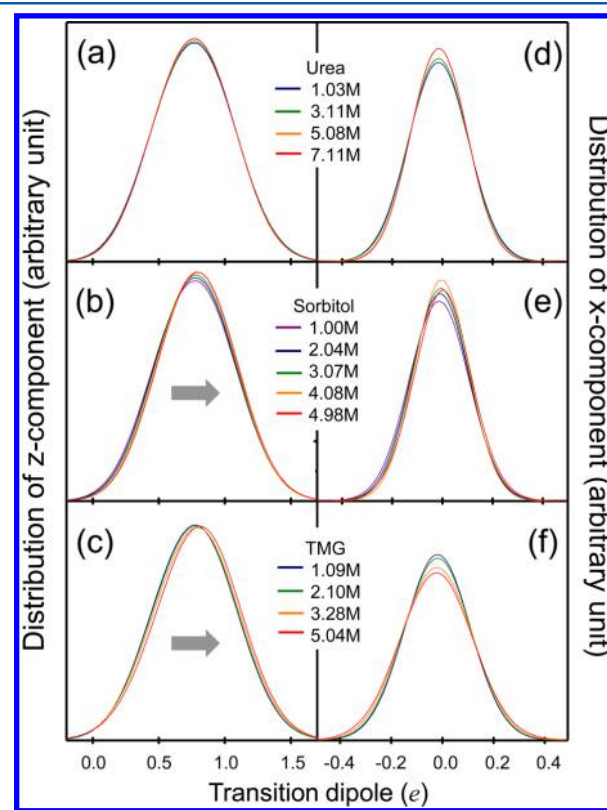 Distribution of z-component (arbitrary unit)
(a)
Urea
1.03M
3.11M
5.08M
7.11M
(d)
(b)
Sorbitol
1.00M
2.04M
3.07M
4.08M
4.98M
(e)
(c)
TMG
1.09M
2.10M
3.28M
5.04M
(f)
Distribution of x-component (arbitrary unit)
0.0 0.5 1.0 1.5 -0.4 -0.2 0.0 0.2 0.4
Transition dipole (e)